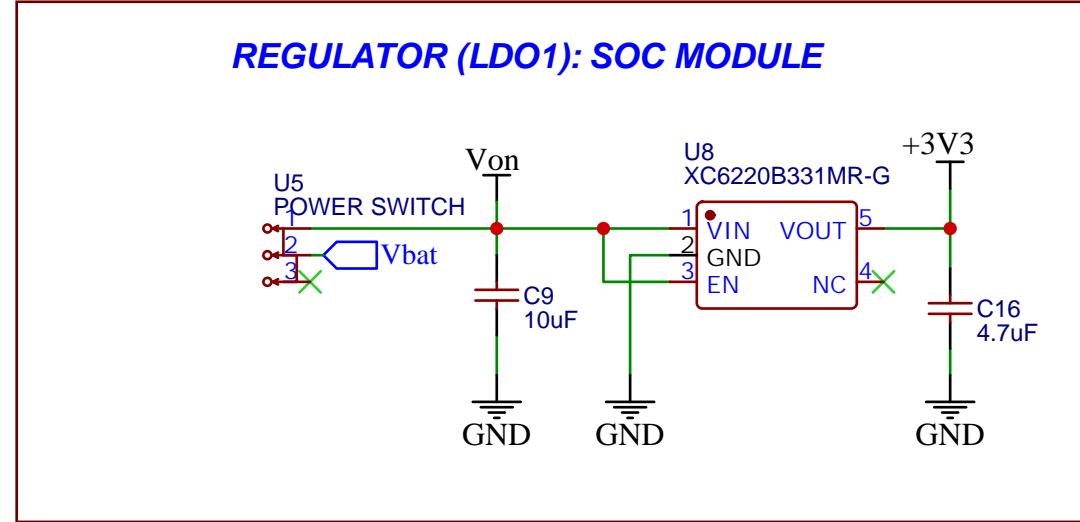 REGULATOR (LDO1): SOC MODULE
U5
POWER SWITCH
1
2
3
Vbat
Von
C9
10uF
GND
U8
XC6220B331MR-G
1
VIN
2
GND
3
EN
VOUT
5
NC
4
GND
+3V3
C16
4.7uF
GND